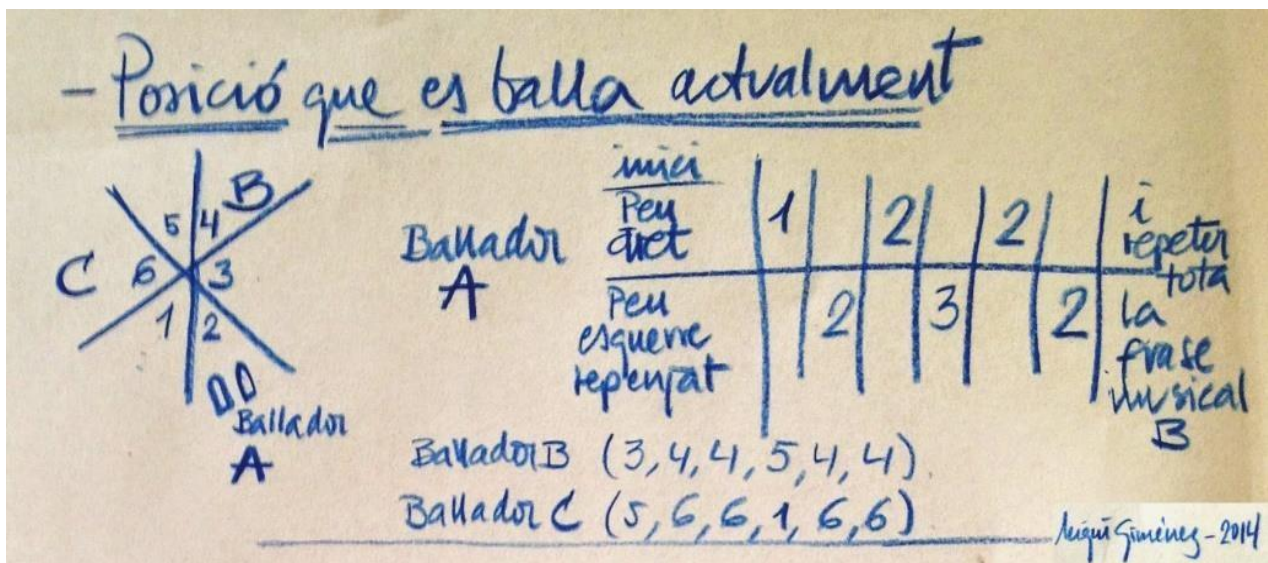 - Posició que es balla actualment
5 4 B
C 6 3
1 2
Ballador
A
Ballador
A
inici
Peu
dret
1 2 2
i
repetir
tota
Peu
esquerre
repenjat
2 3 2
la
frase
musical
B
Ballador B (3, 4, 4, 5, 4, 4).
Ballador C (5, 6, 6, 1, 6, 6)
Giménez - 2014